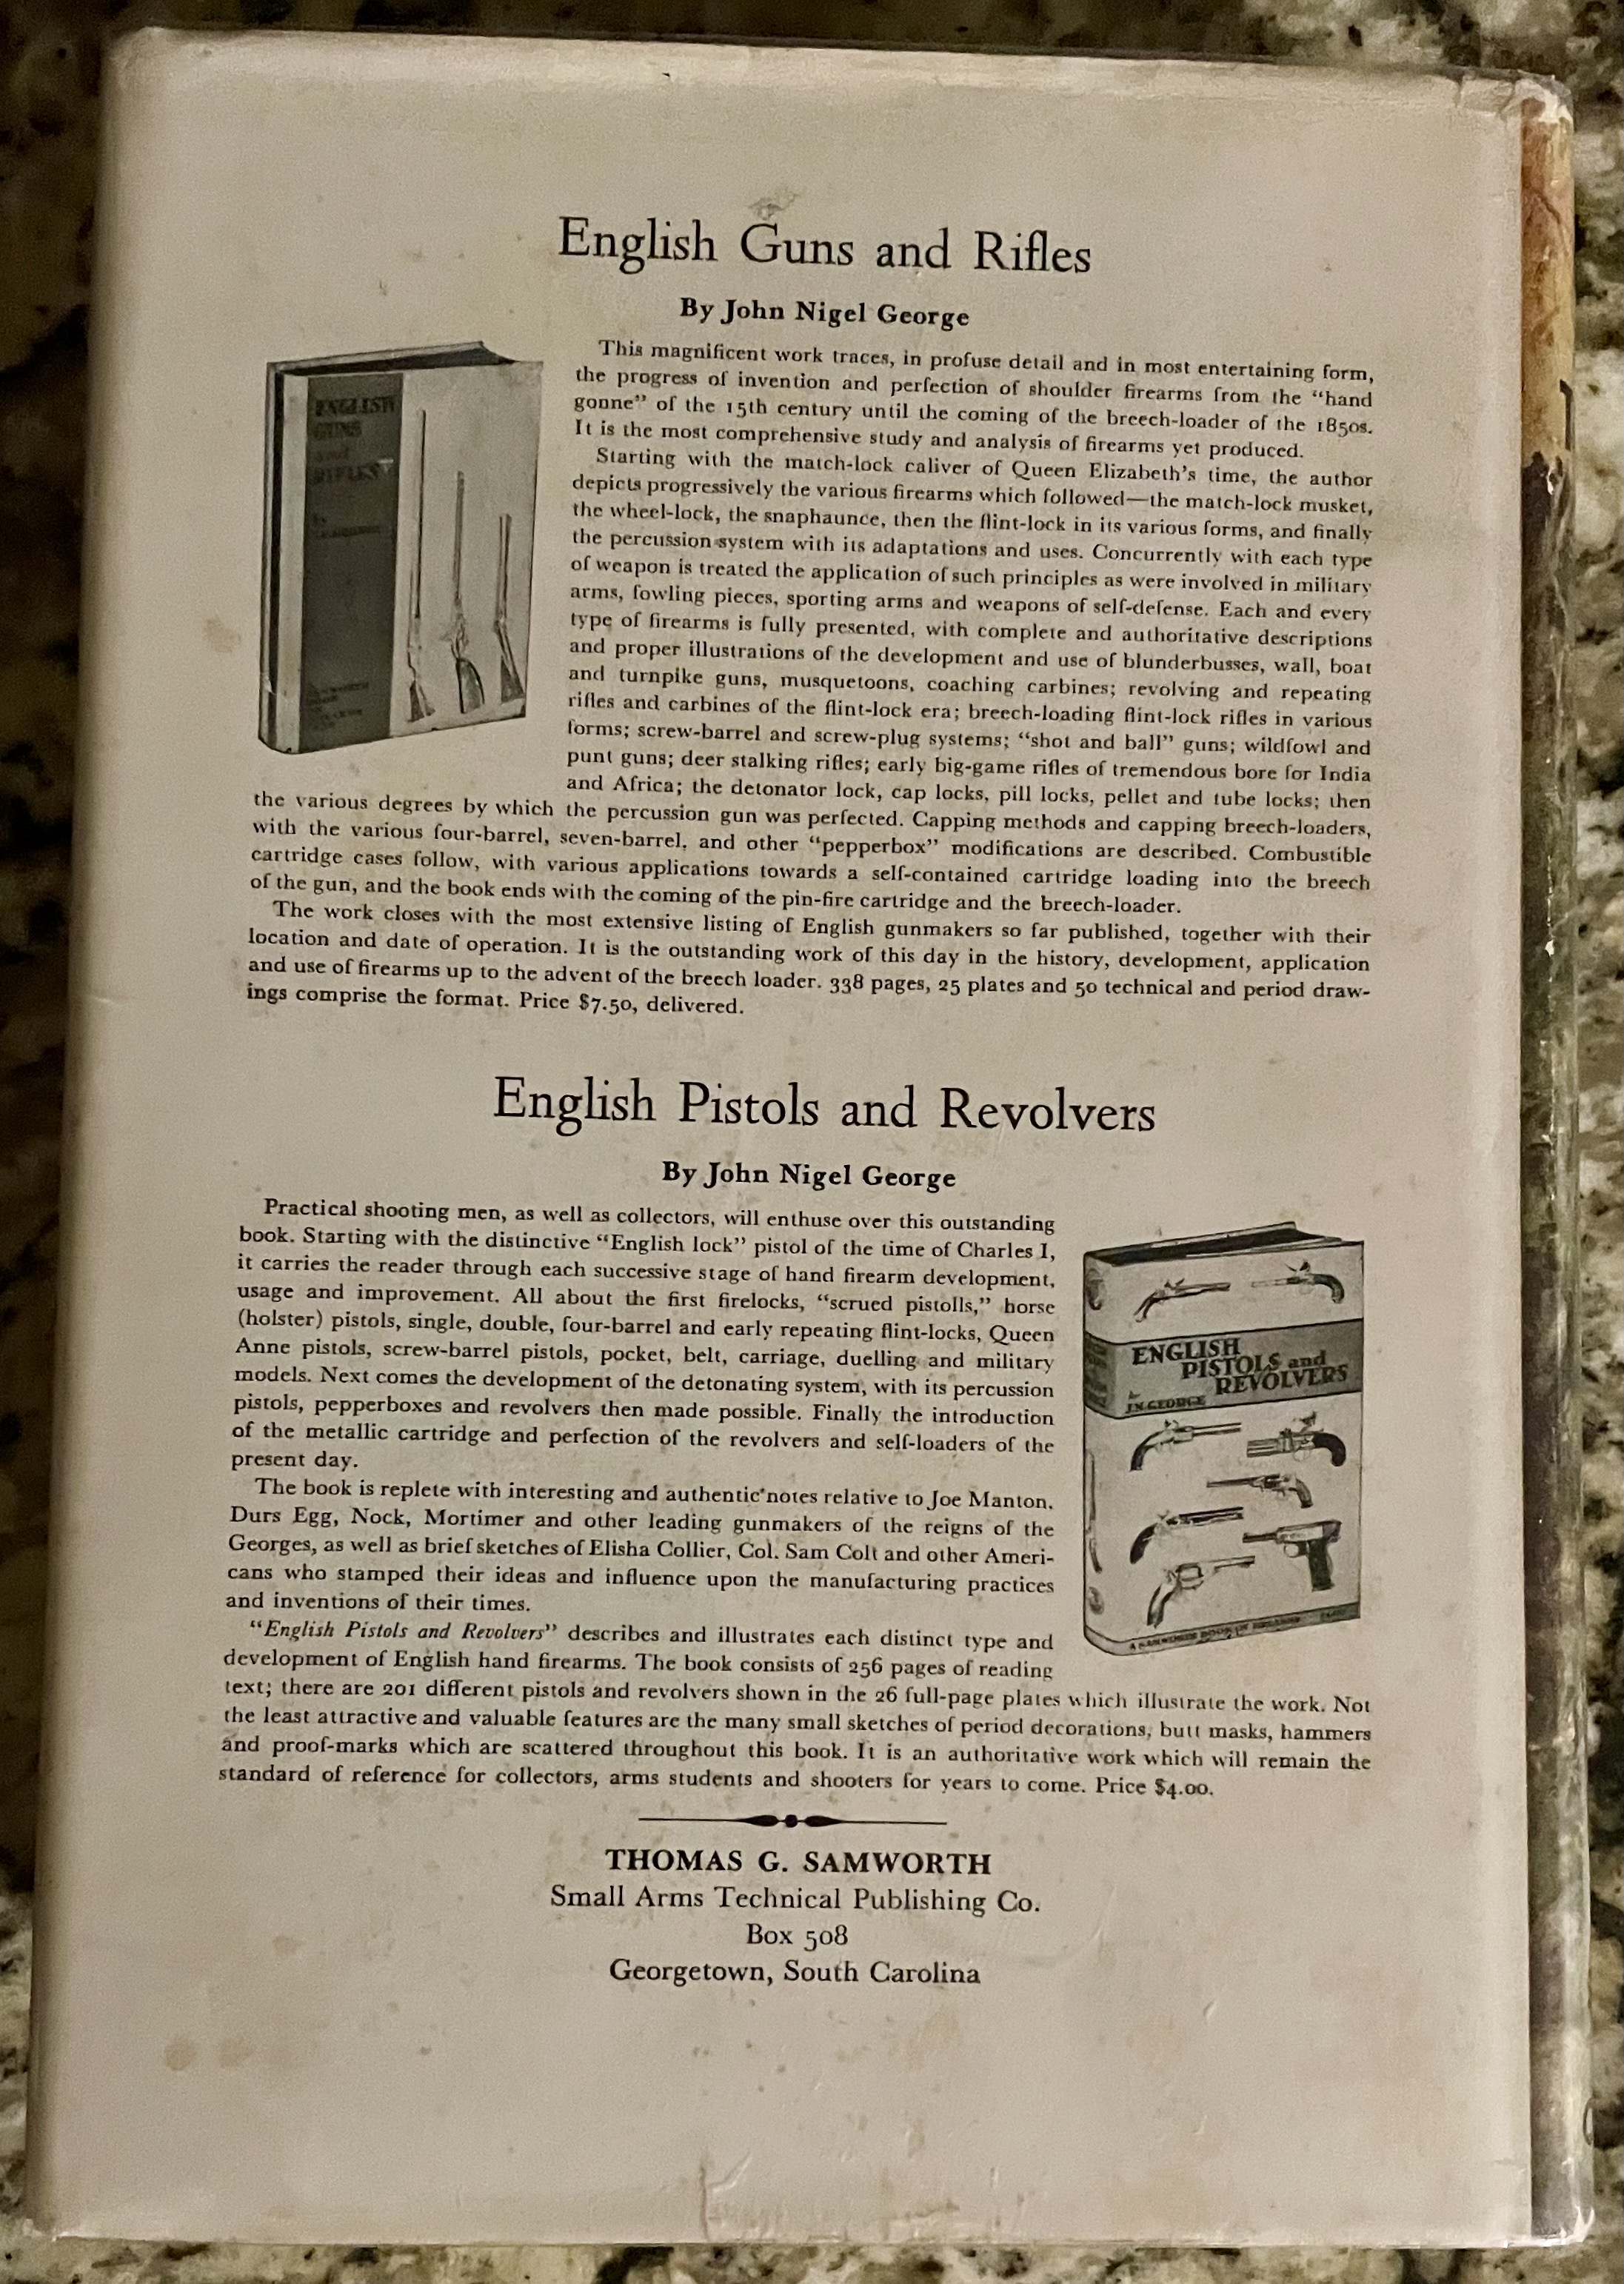 English Guns and Rifles
By John Nigel George
This magnificent work traces, in profuse detail and in most entertaining form,
the progress of invention and perfection of shoulder firearms from the “hand
gonne” of the 15th century until the coming of the breech-loader of the 1850s.
It is the most comprehensive study and analysis of firearms yet produced.
Starting with the match-lock caliver of Queen Elizabeth’s time, the author
depicts progressively the various firearms which followed—the match-lock musket,
the wheel-lock, the snaphaunce, then the flint-lock in its various forms, and finally
the percussion system with its adaptations and uses. Concurrently with each type
of weapon is treated the application of such principles as were involved in military
arms, fowling pieces, sporting arms and weapons of self-defense. Each and every
type of firearms is fully presented, with complete and authoritative descriptions
and proper illustrations of the development and use of blunderbusses, wall, boat
and turnpike guns, musquetoons, coaching carbines; revolving and repeating
rifles and carbines of the flint-lock era; breech-loading flint-lock rifles in various
forms; screw-barrel and screw-plug systems; “shot and ball” guns; wildfowl and
punt guns; deer stalking rifles; early big-game rifles of tremendous bore for India
and Africa; the detonator lock, cap locks, pill locks, pellet and tube locks; then
the various degrees by which the percussion gun was perfected. Capping methods and capping breech-loaders,
with the various four-barrel, seven-barrel, and other “pepperbox” modifications are described. Combustible
cartridge cases follow, with various applications towards a self-contained cartridge loading into the breech
of the gun, and the book ends with the coming of the pin-fire cartridge and the breech-loader.
The work closes with the most extensive listing of English gunmakers so far published, together with their
location and date of operation. It is the outstanding work of this day in the history, development, application
and use of firearms up to the advent of the breech loader. 338 pages, 25 plates and 50 technical and period draw-
ings comprise the format. Price $7.50, delivered.
ENGLISH
GUNS
and
RIFLES
English Pistols and Revolvers
By John Nigel George
Practical shooting men, as well as collectors, will enthuse over this outstanding
book. Starting with the distinctive “English lock” pistol of the time of Charles I,
it carries the reader through each successive stage of hand firearm development,
usage and improvement. All about the first firelocks, “scrued pistolls,” horse
(holster) pistols, single, double, four-barrel and early repeating flint-locks, Queen
Anne pistols, screw-barrel pistols, pocket, belt, carriage, duelling and military
models. Next comes the development of the detonating system, with its percussion
pistols, pepperboxes and revolvers then made possible. Finally the introduction
of the metallic cartridge and perfection of the revolvers and self-loaders of the
present day.
The book is replete with interesting and authentic notes relative to Joe Manton,
Durs Egg, Nock, Mortimer and other leading gunmakers of the reigns of the
Georges, as well as brief sketches of Elisha Collier, Col. Sam Colt and other Ameri-
cans who stamped their ideas and influence upon the manufacturing practices
and inventions of their times.
“English Pistols and Revolvers” describes and illustrates each distinct type and
development of English hand firearms. The book consists of 256 pages of reading
text; there are 201 different pistols and revolvers shown in the 26 full-page plates which illustrate the work. Not
the least attractive and valuable features are the many small sketches of period decorations, butt masks, hammers
and proof-marks which are scattered throughout this book. It is an authoritative work which will remain the
standard of reference for collectors, arms students and shooters for years to come. Price $4.00.
ENGLISH
PISTOLS and
REVOLVERS
by
J.N. GEORGE
THOMAS G. SAMWORTH
Small Arms Technical Publishing Co.
Box 508
Georgetown, South Carolina